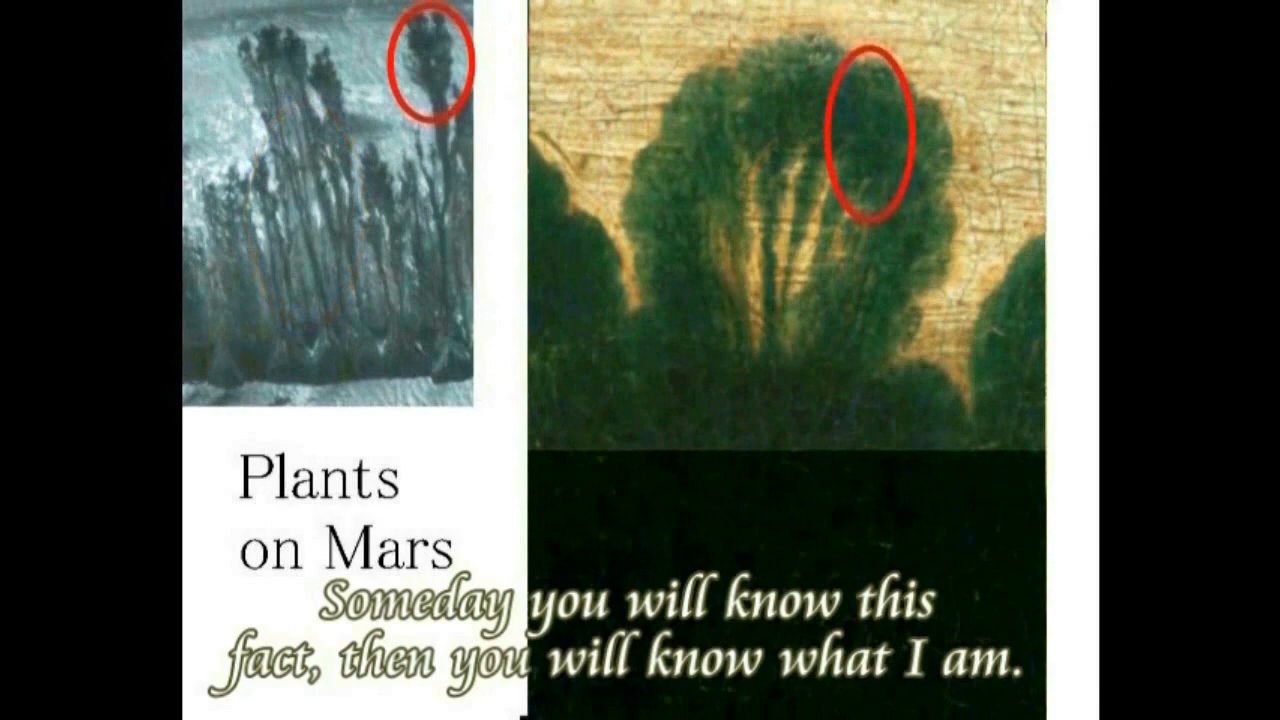 Plants
on Mars
Someday you will know this
fact, then you will know what I am.